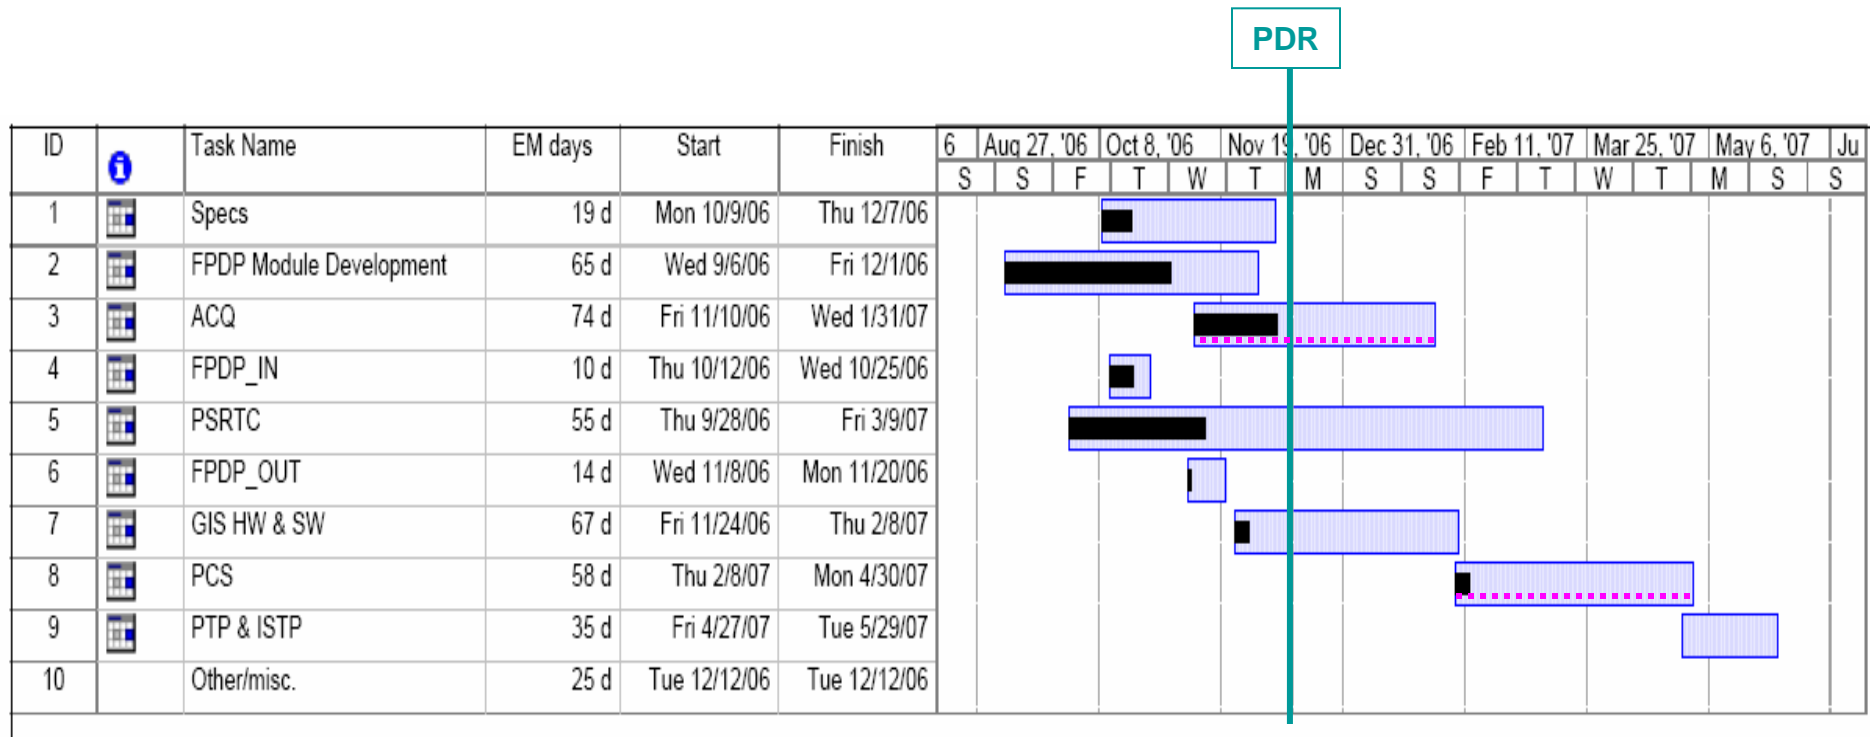 PDR
ID Task Name EM days Start Finish 6 Aug 27, '06 Oct 8, '06 Nov 19, '06 Dec 31, '06 Feb 11, '07 Mar 25, '07 May 6, '07 Ju
i S S F T W T M S S F T W T M S S
1 Specs 19 d Mon 10/9/06 Thu 12/7/06
2 FPDP Module Development 65 d Wed 9/6/06 Fri 12/1/06
3 ACQ 74 d Fri 11/10/06 Wed 1/31/07
4 FPDP_IN 10 d Thu 10/12/06 Wed 10/25/06
5 PSRTC 55 d Thu 9/28/06 Fri 3/9/07
6 FPDP_OUT 14 d Wed 11/8/06 Mon 11/20/06
7 GIS HW & SW 67 d Fri 11/24/06 Thu 2/8/07
8 PCS 58 d Thu 2/8/07 Mon 4/30/07
9 PTP & ISTP 35 d Fri 4/27/07 Tue 5/29/07
10 Other/misc. 25 d Tue 12/12/06 Tue 12/12/06